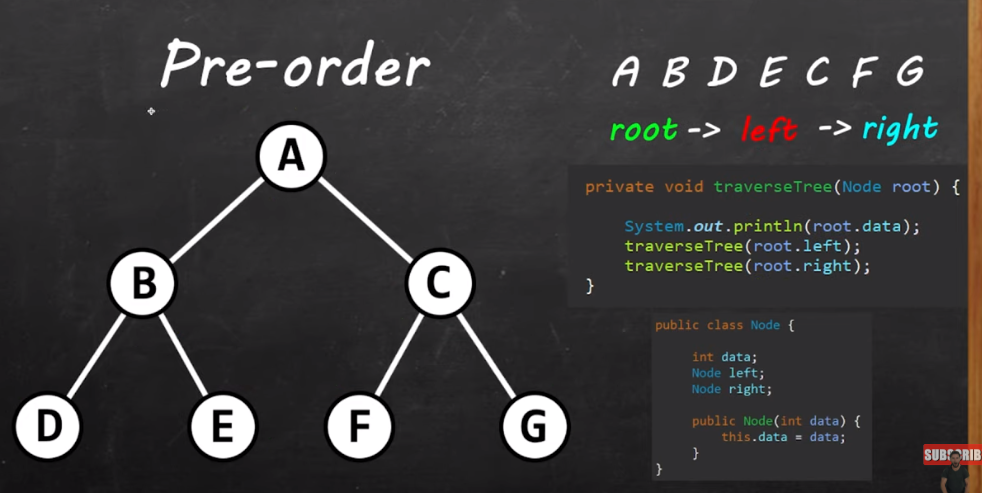 Pre-order
A B D E C F G
root -> left -> right
A
B
C
D
E
F
G
private void traverseTree(Node root) {
System.out.println(root.data);
traverseTree(root.left);
traverseTree(root.right);
}
public class Node {
int data;
Node left;
Node right;
public Node(int data) {
this.data = data;
}
}
SUBSCRIB